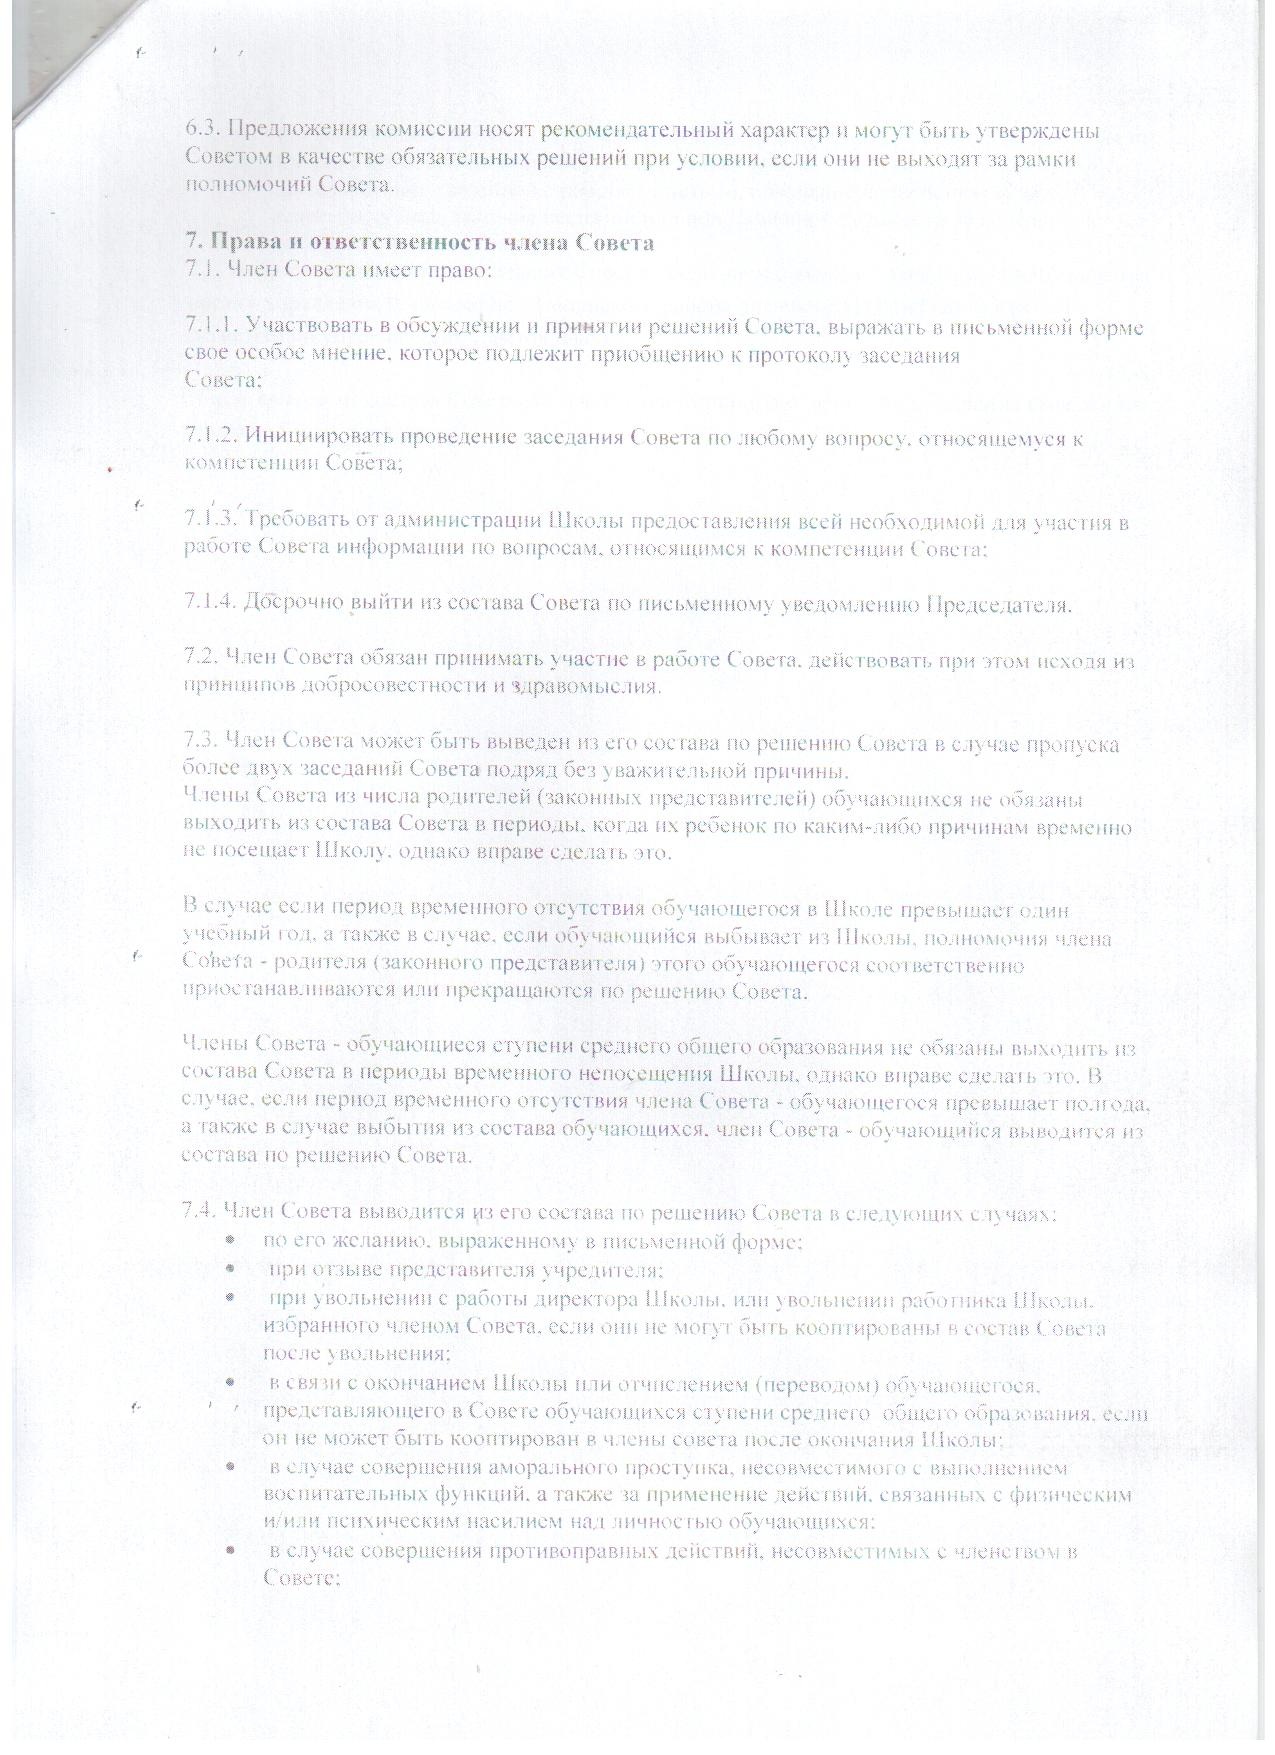 6.3. Предложения комиссии носят рекомендательный характер и могут быть утверждены
Советом в качестве обязательных решений при условии, если они не выходят за рамки
полномочий Совета.
7. Права и ответственность члена Совета
7.1. Член Совета имеет право:
7.1.1. Участвовать в обсуждении и принятии решений Совета, выражать в письменной форме
свое особое мнение, которое подлежит приобщению к протоколу заседания
Совета;
7.1.2. Инициировать проведение заседания Совета по любому вопросу, относящемуся к
компетенции Совета;
7.1.3. Требовать от администрации Школы предоставления всей необходимой для участия в
работе Совета информации по вопросам, относящимся к компетенции Совета;
7.1.4. Досрочно выйти из состава Совета по письменному уведомлению Председателя.
7.2. Член Совета обязан принимать участие в работе Совета, действовать при этом исходя из
принципов добросовестности и здравомыслия.
7.3. Член Совета может быть выведен из его состава по решению Совета в случае пропуска
более двух заседаний Совета подряд без уважительной причины.
Члены Совета из числа родителей (законных представителей) обучающихся не обязаны
выходить из состава Совета в периоды, когда их ребенок по каким-либо причинам временно
не посещает Школу, однако вправе сделать это.
В случае если период временного отсутствия обучающегося в Школе превышает один
учебный год, а также в случае, если обучающийся выбывает из Школы, полномочия члена
Совета - родителя (законного представителя) этого обучающегося соответственно
приостанавливаются или прекращаются по решению Совета.
Члены Совета - обучающиеся ступени среднего общего образования не обязаны выходить из
состава Совета в периоды временного непосещения Школы, однако вправе сделать это. В
случае, если период временного отсутствия члена Совета - обучающегося превышает полгода,
а также в случае выбытия из состава обучающихся, член Совета - обучающийся выводится из
состава по решению Совета.
7.4. Член Совета выводится из его состава по решению Совета в следующих случаях:
• по его желанию, выраженному в письменной форме;
• при отзыве представителя учредителя;
• при увольнении с работы директора Школы, или увольнении работника Школы,
избранного членом Совета, если они не могут быть кооптированы в состав Совета
после увольнения;
• в связи с окончанием Школы или отчислением (переводом) обучающегося,
представляющего в Совете обучающихся ступени среднего общего образования, если
он не может быть кооптирован в члены совета после окончания Школы;
• в случае совершения аморального проступка, несовместимого с выполнением
воспитательных функций, а также за применение действий, связанных с физическим
и/или психическим насилием над личностью обучающихся;
• в случае совершения противоправных действий, несовместимых с членством в
Совете;